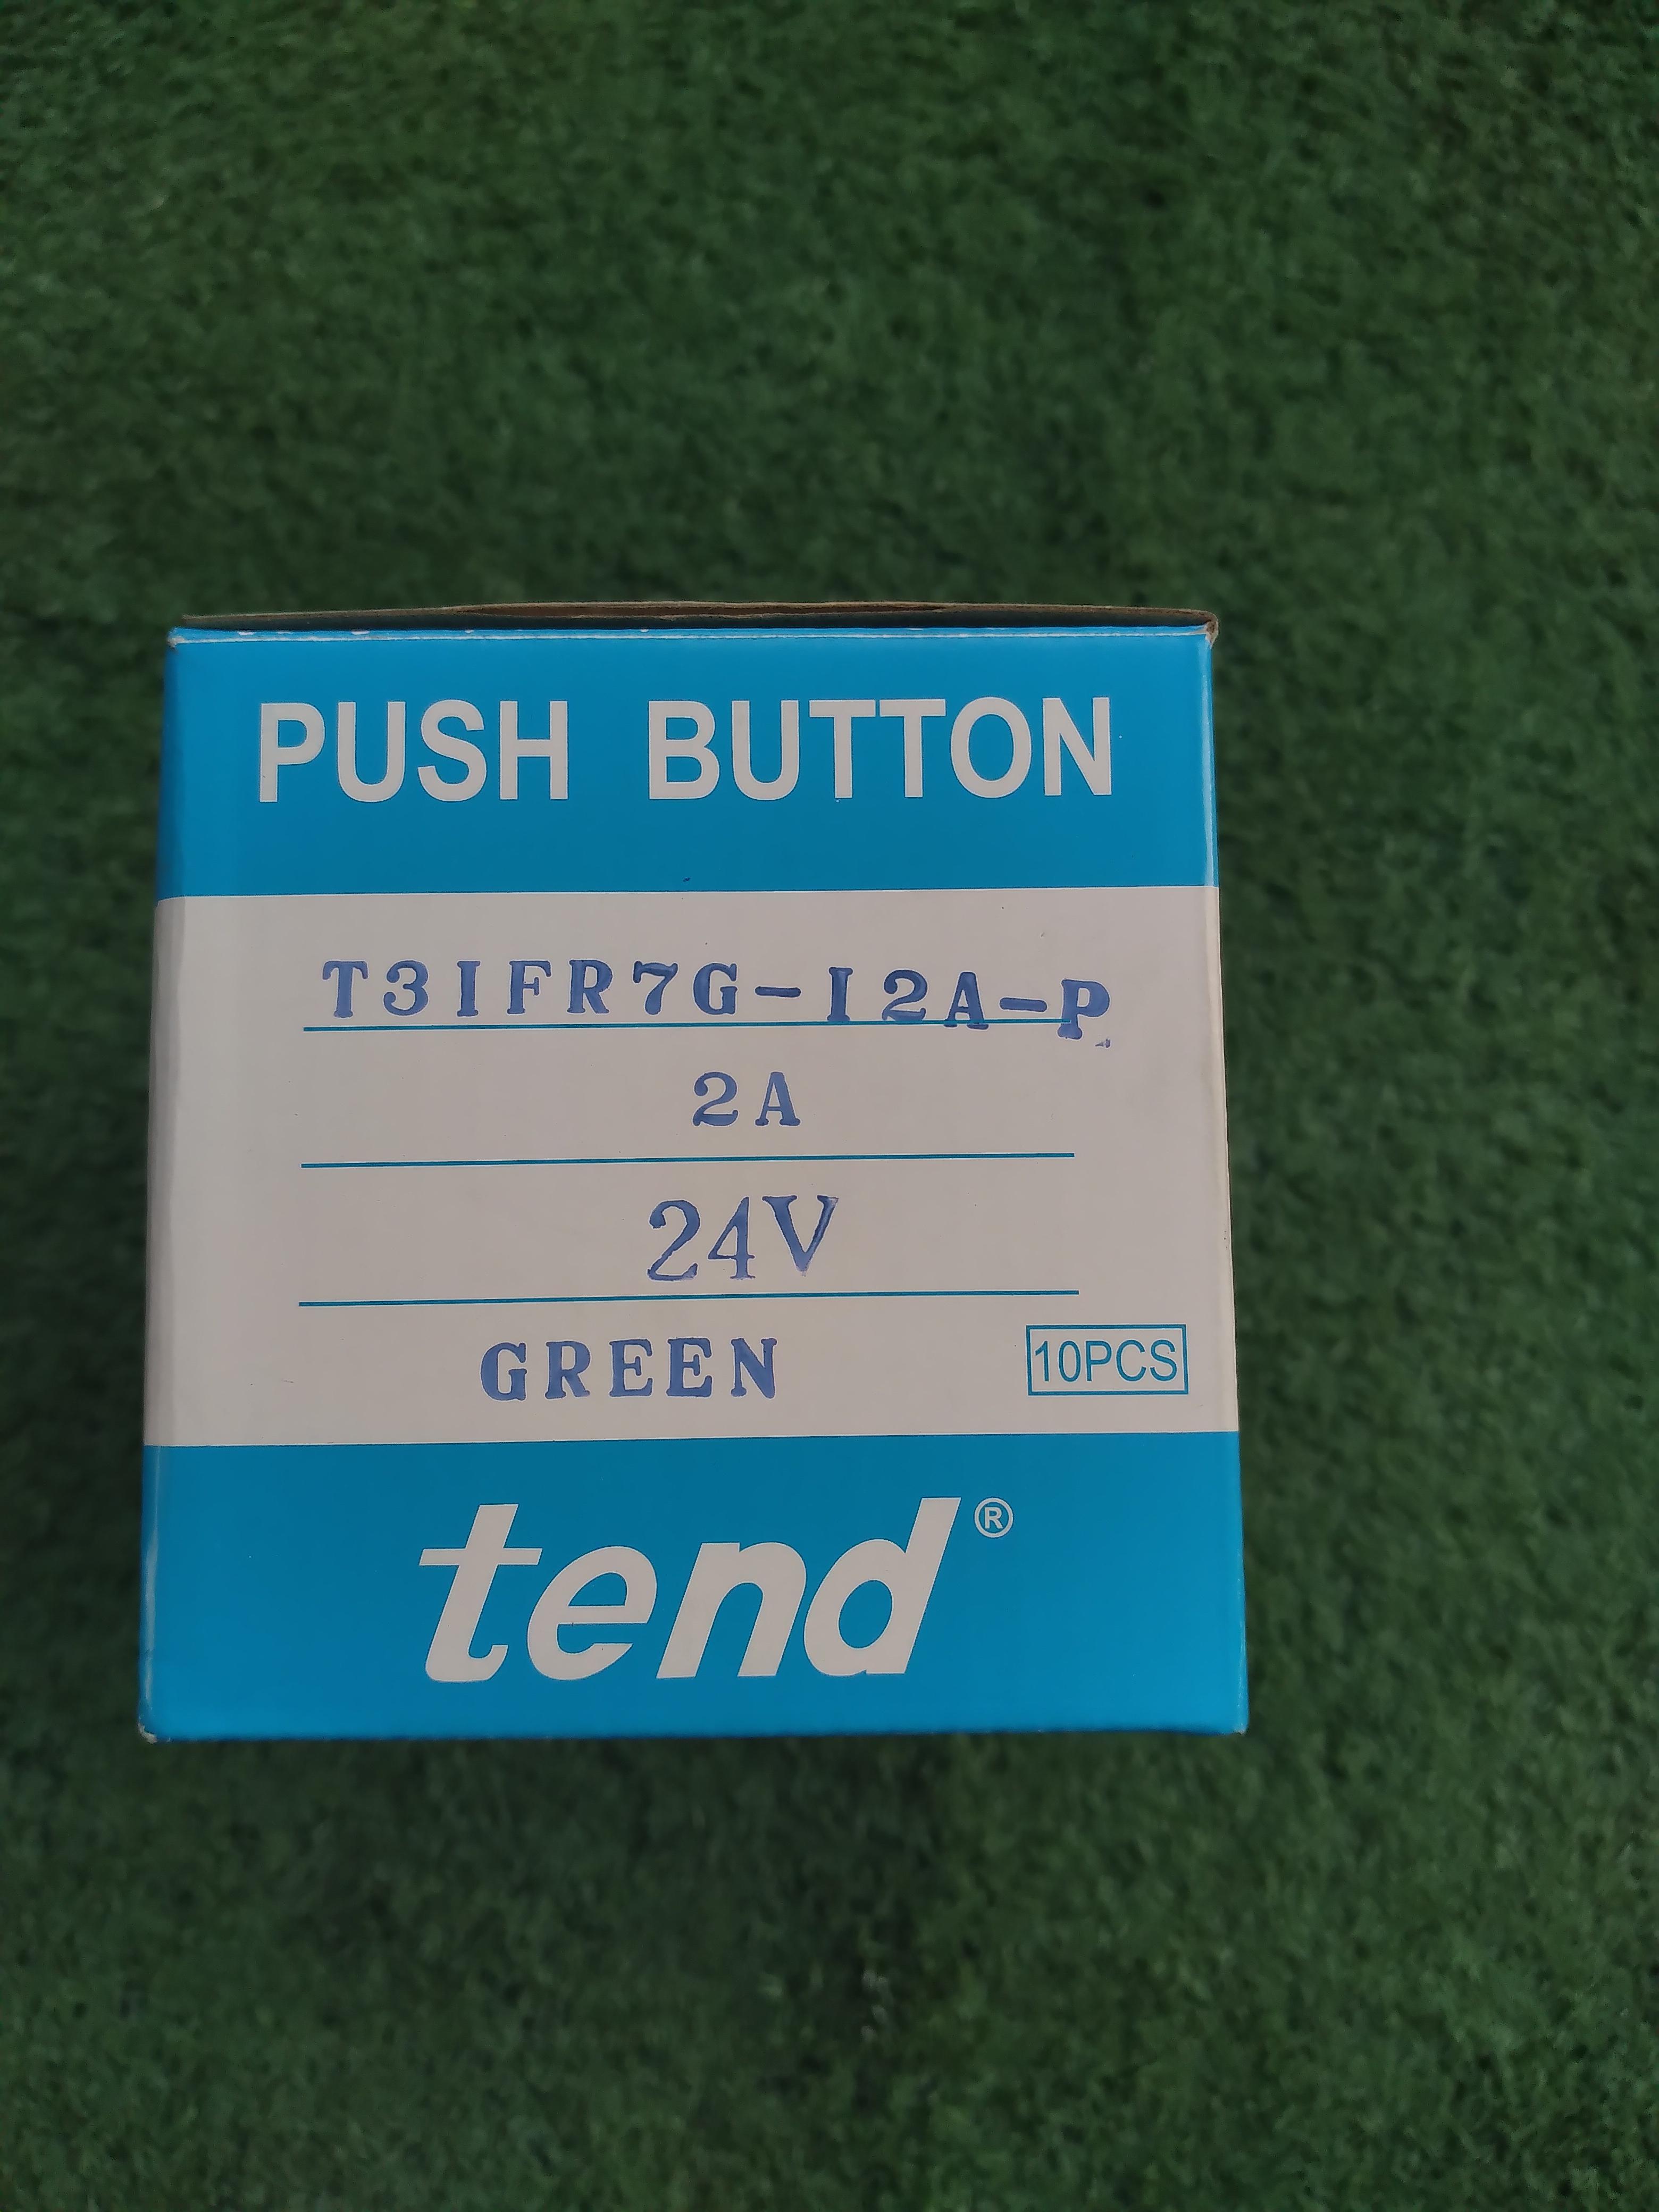 PUSH BUTTON
T3IFR7G-I2A-P
2A
24V
GREEN
10PCS
tend®